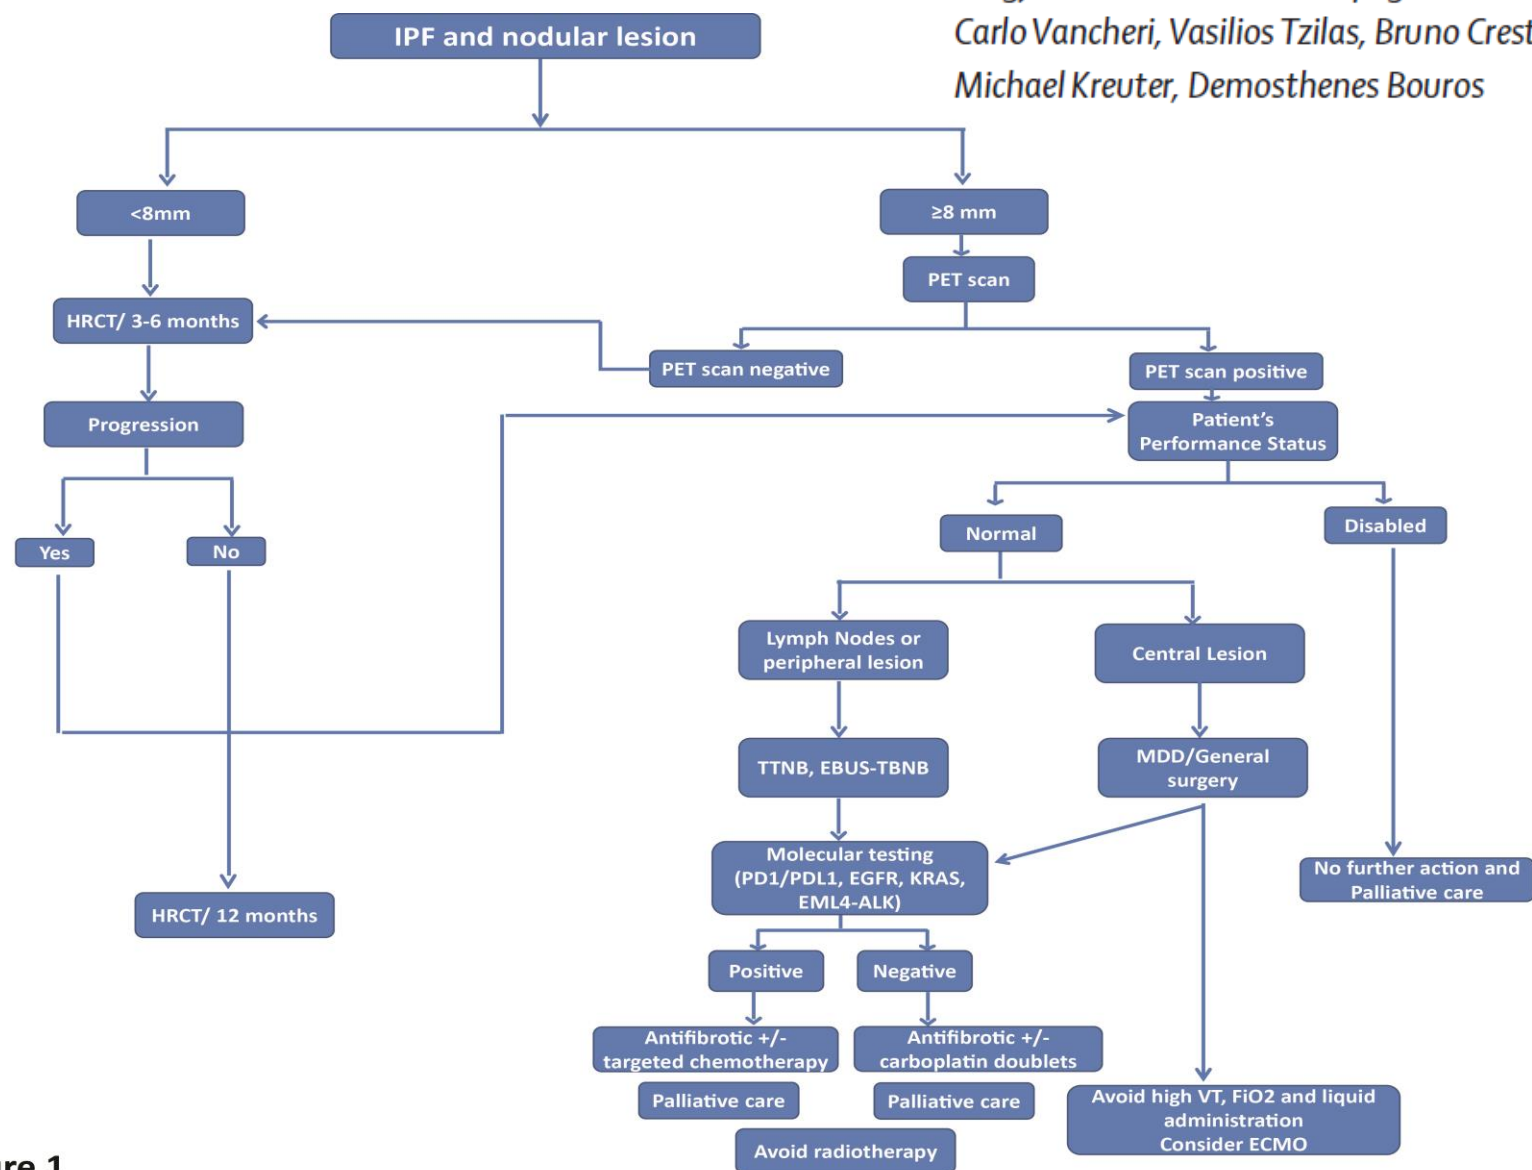 Carlo Vancheri, Vasilios Tzilas, Bruno Crest
Michael Kreuter, Demosthenes Bouros
IPF and nodular lesion
<8mm
≥8 mm
PET scan
HRCT/ 3-6 months
PET scan negative
PET scan positive
Progression
Patient’s
Performance Status
Yes
No
Normal
Disabled
Lymph Nodes or
peripheral lesion
Central Lesion
TTNB, EBUS-TBNB
MDD/General
surgery
Molecular testing
(PD1/PDL1, EGFR, KRAS,
EML4-ALK)
No further action and
Palliative care
HRCT/ 12 months
Positive
Negative
Antifibrotic +/-
targeted chemotherapy
Antifibrotic +/-
carboplatin doublets
Palliative care
Palliative care
Avoid high VT, FiO2 and liquid
administration
Consider ECMO
Avoid radiotherapy